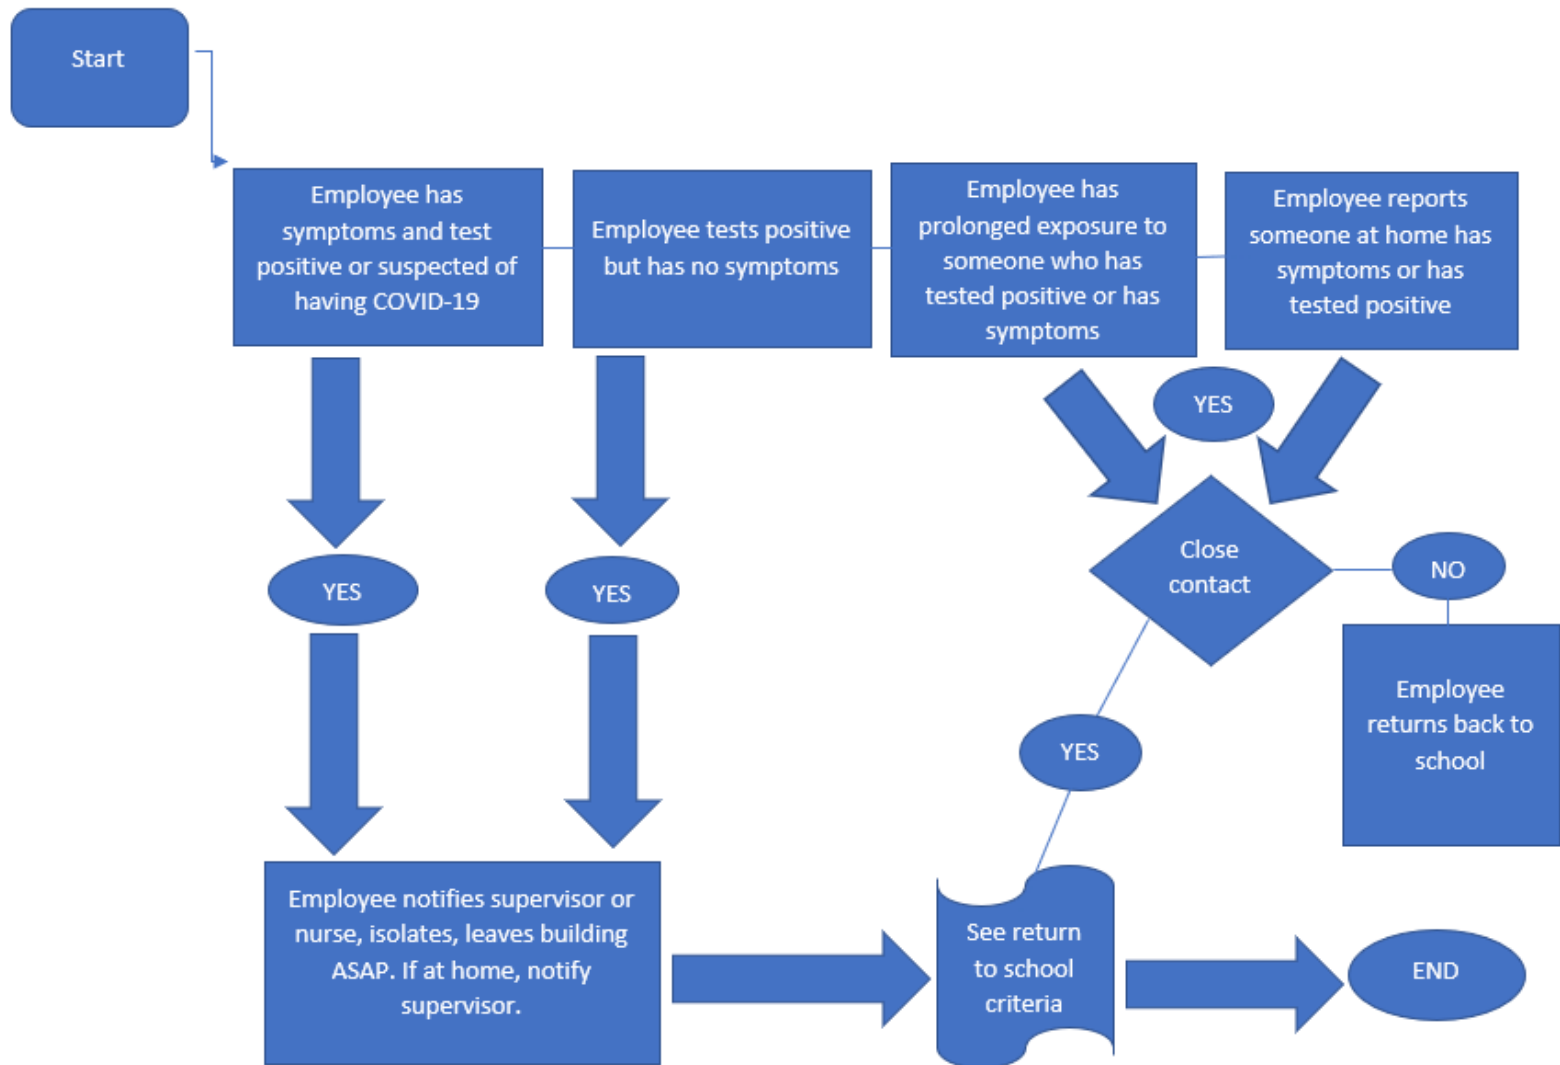 Start
Employee has
symptoms and test
positive or suspected of
having COVID-19
Employee tests positive
but has no symptoms
Employee has
prolonged exposure to
someone who has
tested positive or has
symptoms
Employee reports
someone at home has
symptoms or has
tested positive
YES
Close
contact
NO
YES
YES
Employee
returns back to
school
YES
Employee notifies supervisor or
nurse, isolates, leaves building
ASAP. If at home, notify
supervisor.
See return
to school
criteria
END